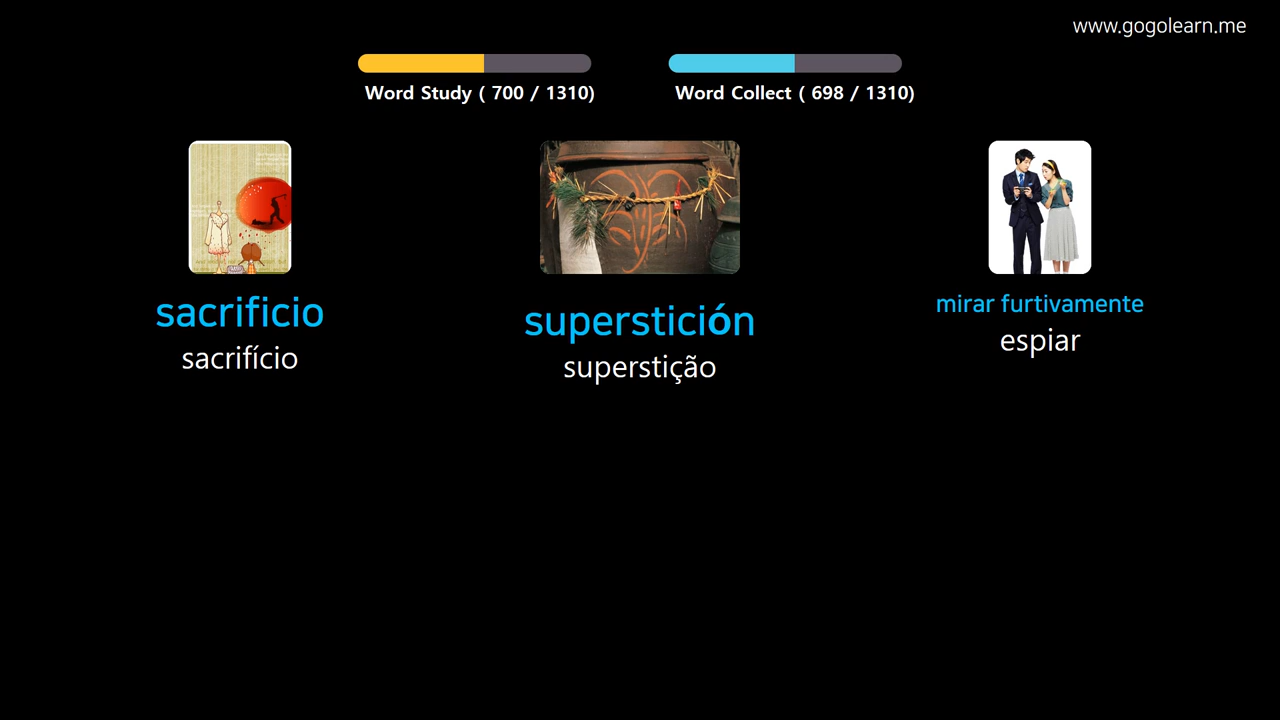 www.gogolearn.me
Word Study ( 700 / 1310)
Word Collect ( 698 / 1310)
sacrificio
sacrifício
superstición
superstição
mirar furtivamente
espiar